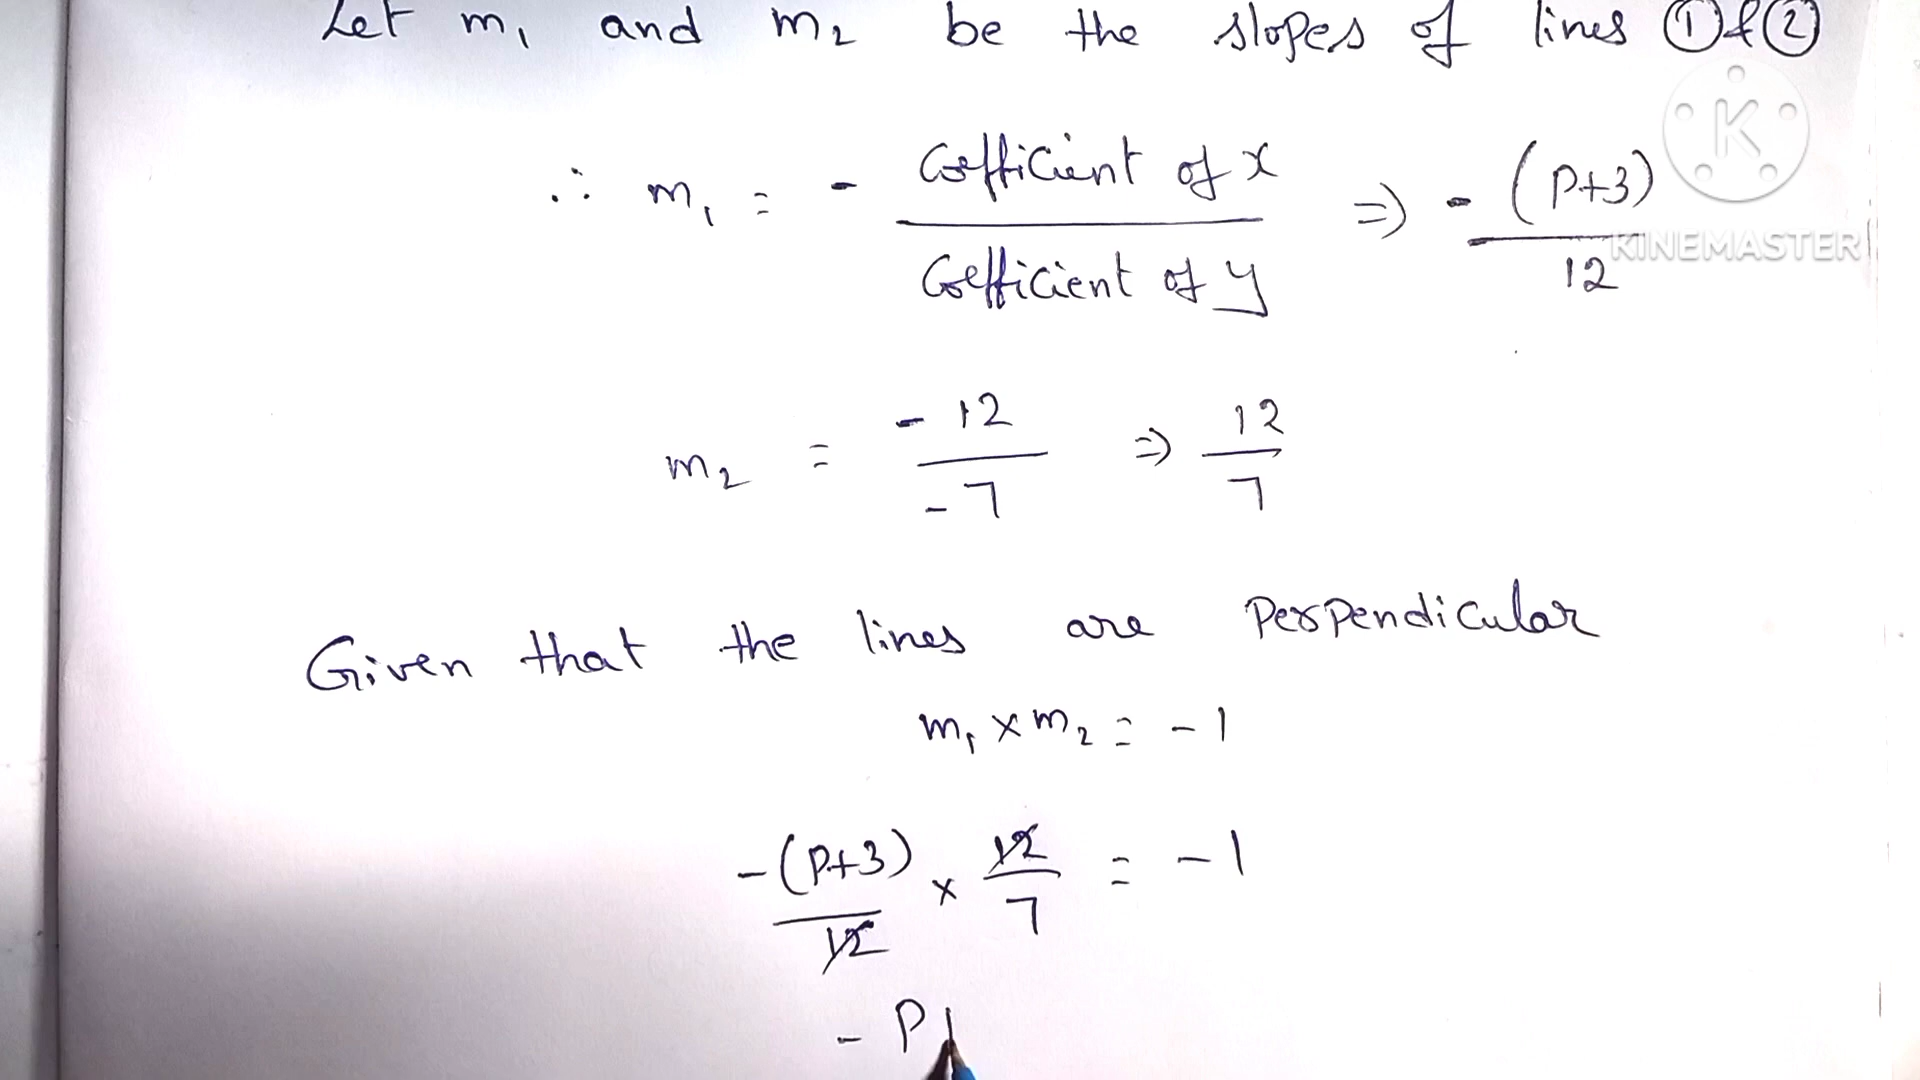 Let m₁ and m₂ be the slopes of lines ① & ②
∴ m₁ = - Coefficient of x / Coefficient of y ⇒ - (P+3) / 12
K
KINEMASTER
m₂ = - 12 / - 7 ⇒ 12 / 7
Given that the lines are Perpendicular
m₁ × m₂ = - 1
-(P+3) / 12 × 12 / 7 = - 1
- P